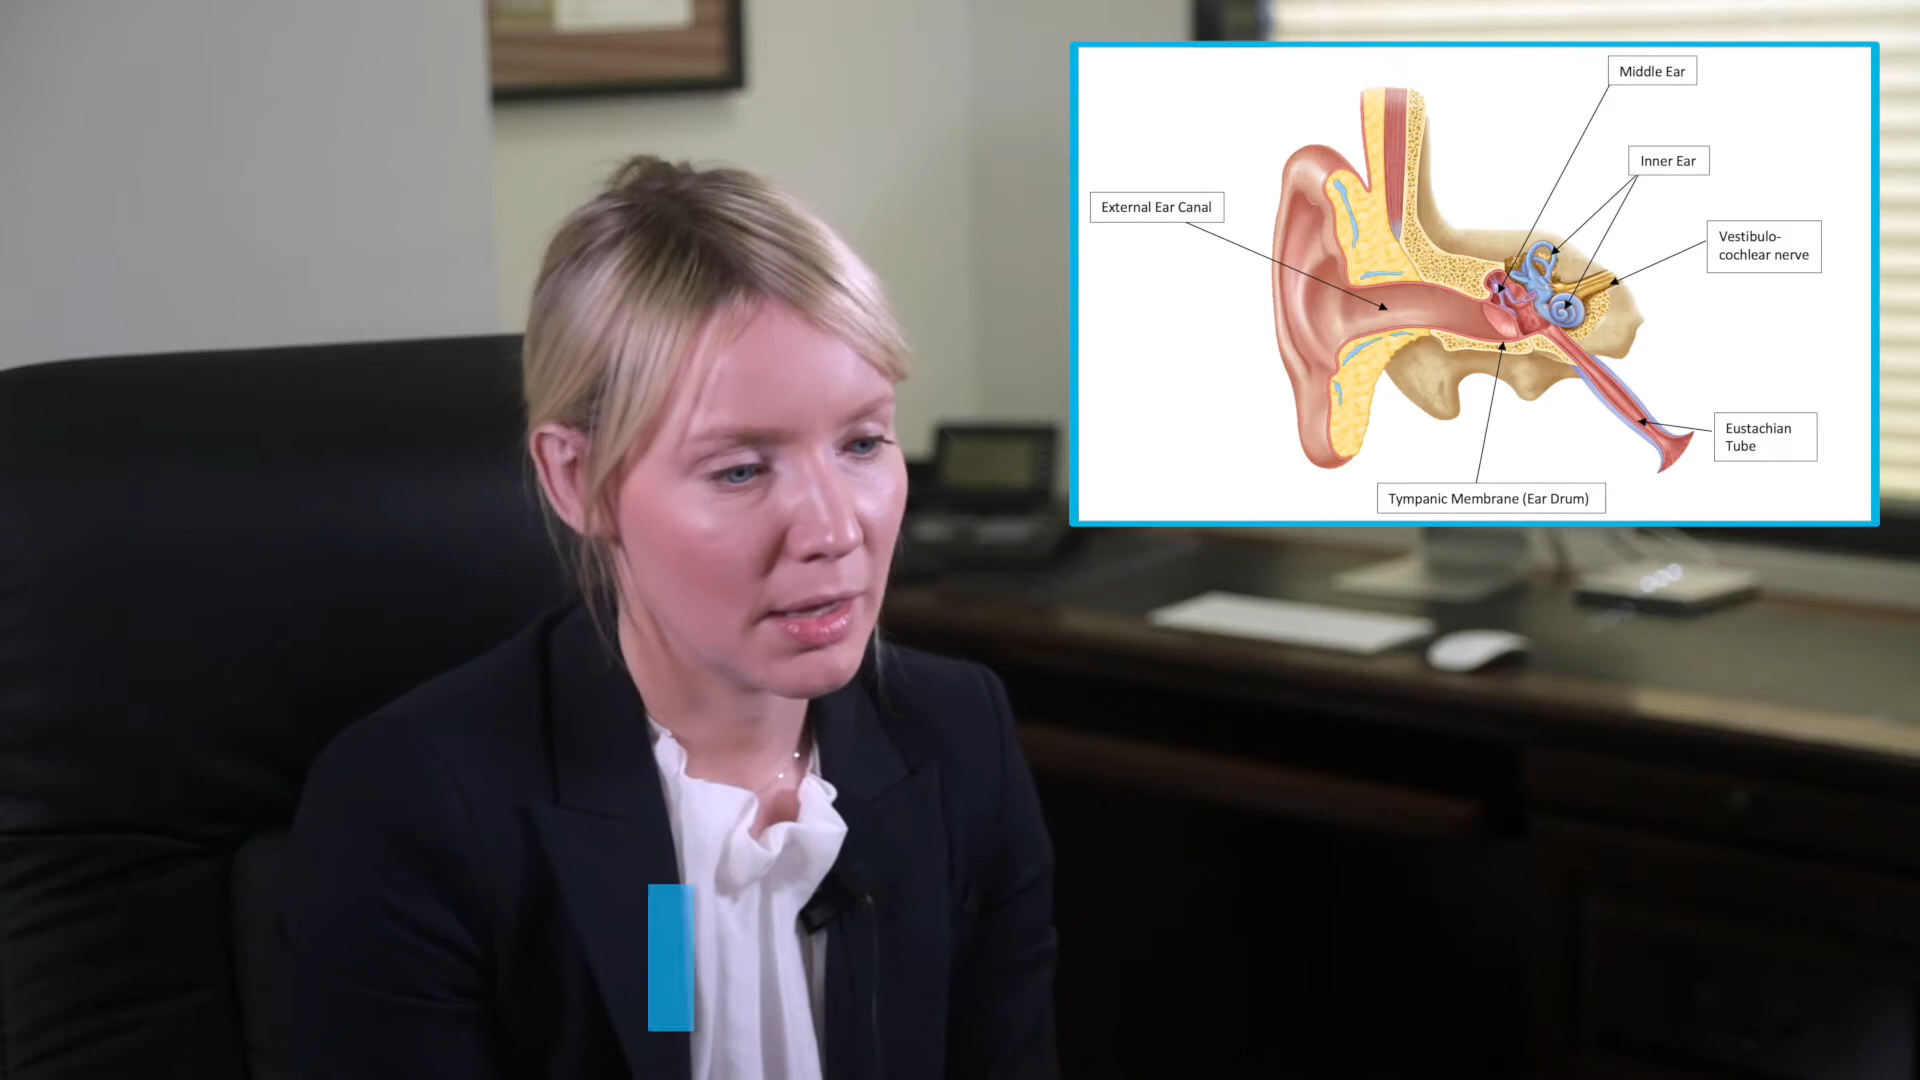 Middle Ear
Inner Ear
External Ear Canal
Vestibulo-
cochlear nerve
Eustachian
Tube
Tympanic Membrane (Ear Drum)